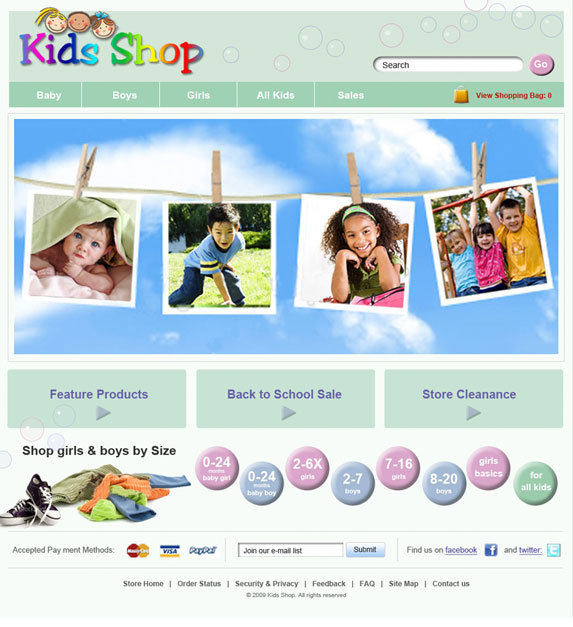 Kids Shop
Search
Go
Baby
Boys
Girls
All Kids
Sales
View Shopping Bag: 0
Feature Products
Back to School Sale
Store Cleanance
Shop girls & boys by Size
0-24
months
baby girl
0-24
months
baby boy
2-6X
girls
2-7
boys
7-16
girls
8-20
boys
girls
basics
for
all kids
Accepted Pay ment Methods:
MasterCard
VISA
PayPal
Join our e-mail list
Submit
Find us on facebook
and twitter:
Store Home | Order Status | Security & Privacy | Feedback | FAQ | Site Map | Contact us
© 2009 Kids Shop. All rights reserved